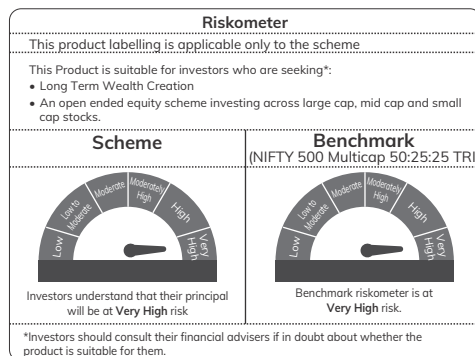 Riskometer
This product labelling is applicable only to the scheme
This Product is suitable for investors who are seeking*:
• Long Term Wealth Creation
• An open ended equity scheme investing across large cap, mid cap and small
cap stocks.
Scheme
Low
Low to
Moderate
Moderate
Moderately
High
High
Very
High
Investors understand that their principal
will be at Very High risk
Benchmark
(NIFTY 500 Multicap 50:25:25 TRI
Low
Low to
Moderate
Moderate
Moderately
High
High
Very
High
Benchmark riskometer is at
Very High risk.
*Investors should consult their financial advisers if in doubt about whether the
product is suitable for them.